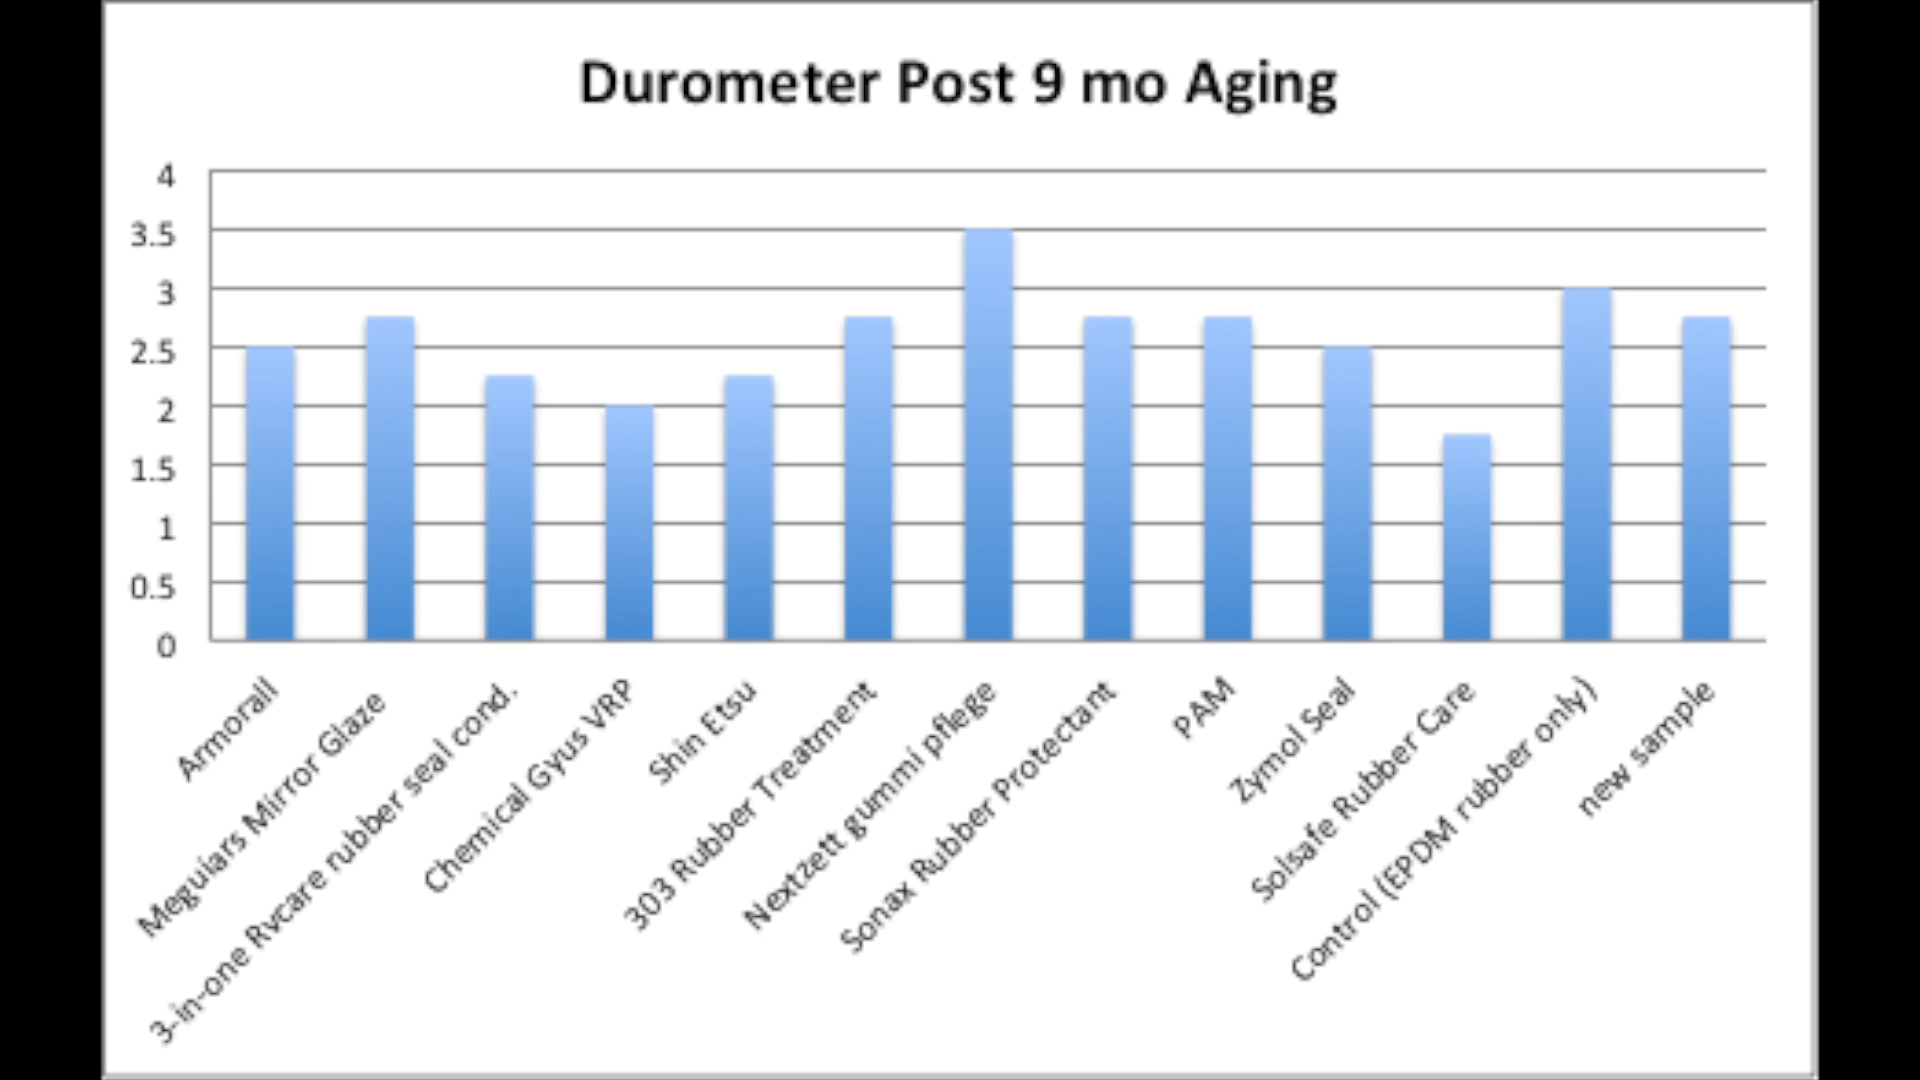 Durometer Post 9 mo Aging
4
3.5
3
2.5
2
1.5
1
0.5
0
Armorall
Meguiars Mirror Glaze
3-in-one Rvcare rubber seal cond.
Chemical Gyus VRP
Shin Etsu
303 Rubber Treatment
Nextzett gummi pflege
Sonax Rubber Protectant
PAM
Zymol Seal
Solsafe Rubber Care
Control (EPDM rubber only)
new sample